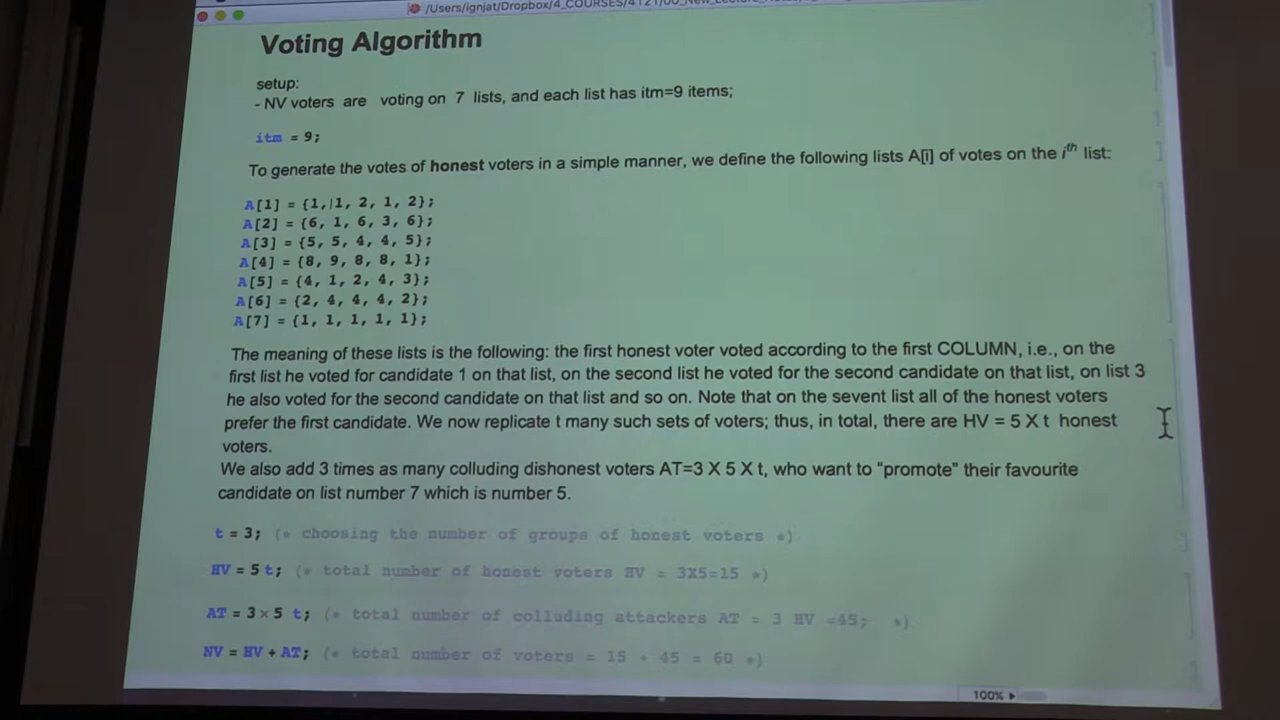 /Users/ignjat/Dropbox/4_COURSES/4121/00_New_Lecture_Notes/
Voting Algorithm
setup:
- NV voters are voting on 7 lists, and each list has itm=9 items;
itm = 9;
To generate the votes of honest voters in a simple manner, we define the following lists A[i] of votes on the i^th list:
A[1] = {1, 1, 2, 1, 2};
A[2] = {6, 1, 6, 3, 6};
A[3] = {5, 5, 4, 4, 5};
A[4] = {8, 9, 8, 8, 1};
A[5] = {4, 1, 2, 4, 3};
A[6] = {2, 4, 4, 4, 2};
A[7] = {1, 1, 1, 1, 1};
The meaning of these lists is the following: the first honest voter voted according to the first COLUMN, i.e., on the
first list he voted for candidate 1 on that list, on the second list he voted for the second candidate on that list, on list 3
he also voted for the second candidate on that list and so on. Note that on the sevent list all of the honest voters
prefer the first candidate. We now replicate t many such sets of voters; thus, in total, there are HV = 5 X t honest
voters.
We also add 3 times as many colluding dishonest voters AT=3 X 5 X t, who want to "promote" their favourite
candidate on list number 7 which is number 5.
t = 3; (* choosing the number of groups of honest voters *)
HV = 5 t; (* total number of honest voters HV = 3X5=15 *)
AT = 3 × 5 t; (* total number of colluding attackers AT = 3 HV =45; *)
NV = HV + AT; (* total number of voters = 15 + 45 = 60 *)
100%